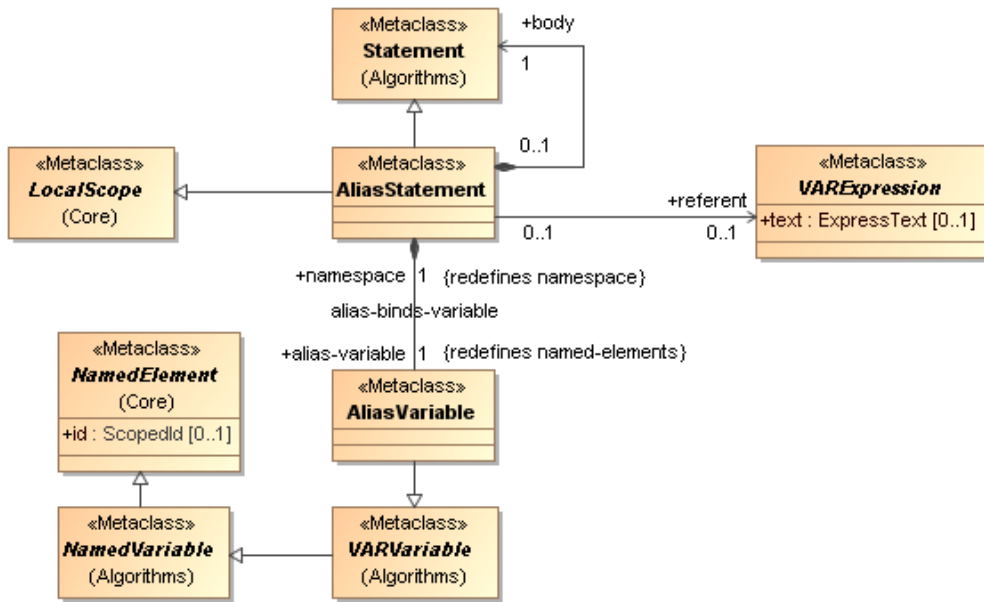 «Metaclass»
Statement
(Algorithms)
+body
1
0..1
«Metaclass»
LocalScope
(Core)
«Metaclass»
AliasStatement
«Metaclass»
VARExpression
+text : ExpressText [0..1]
+referent
0..1
0..1
+namespace
1
{redefines namespace}
alias-binds-variable
+alias-variable
1
{redefines named-elements}
«Metaclass»
NamedElement
(Core)
+id : ScopedId [0..1]
«Metaclass»
AliasVariable
«Metaclass»
NamedVariable
(Algorithms)
«Metaclass»
VARVariable
(Algorithms)